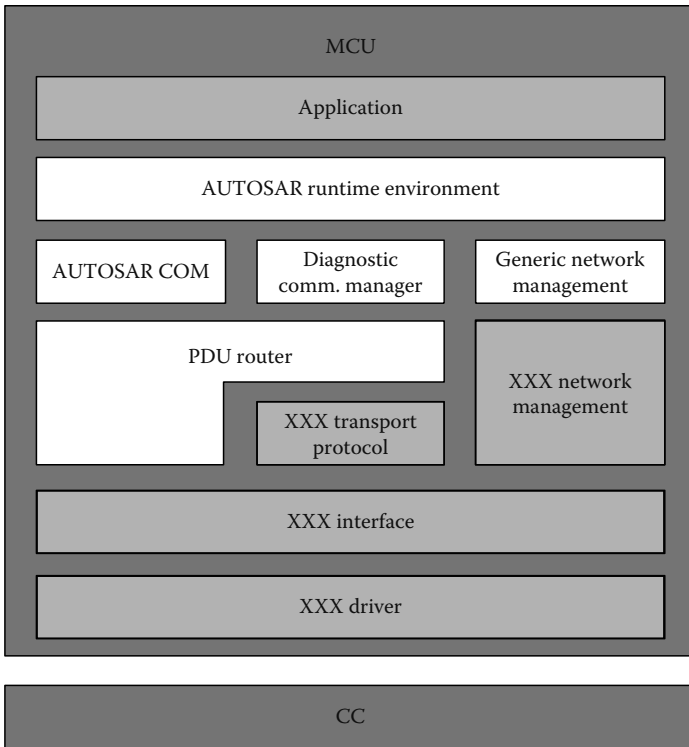 MCU
Application
AUTOSAR runtime environment
AUTOSAR COM
Diagnostic
comm. manager
Generic network
management
PDU router
XXX transport
protocol
XXX network
management
XXX interface
XXX driver
CC